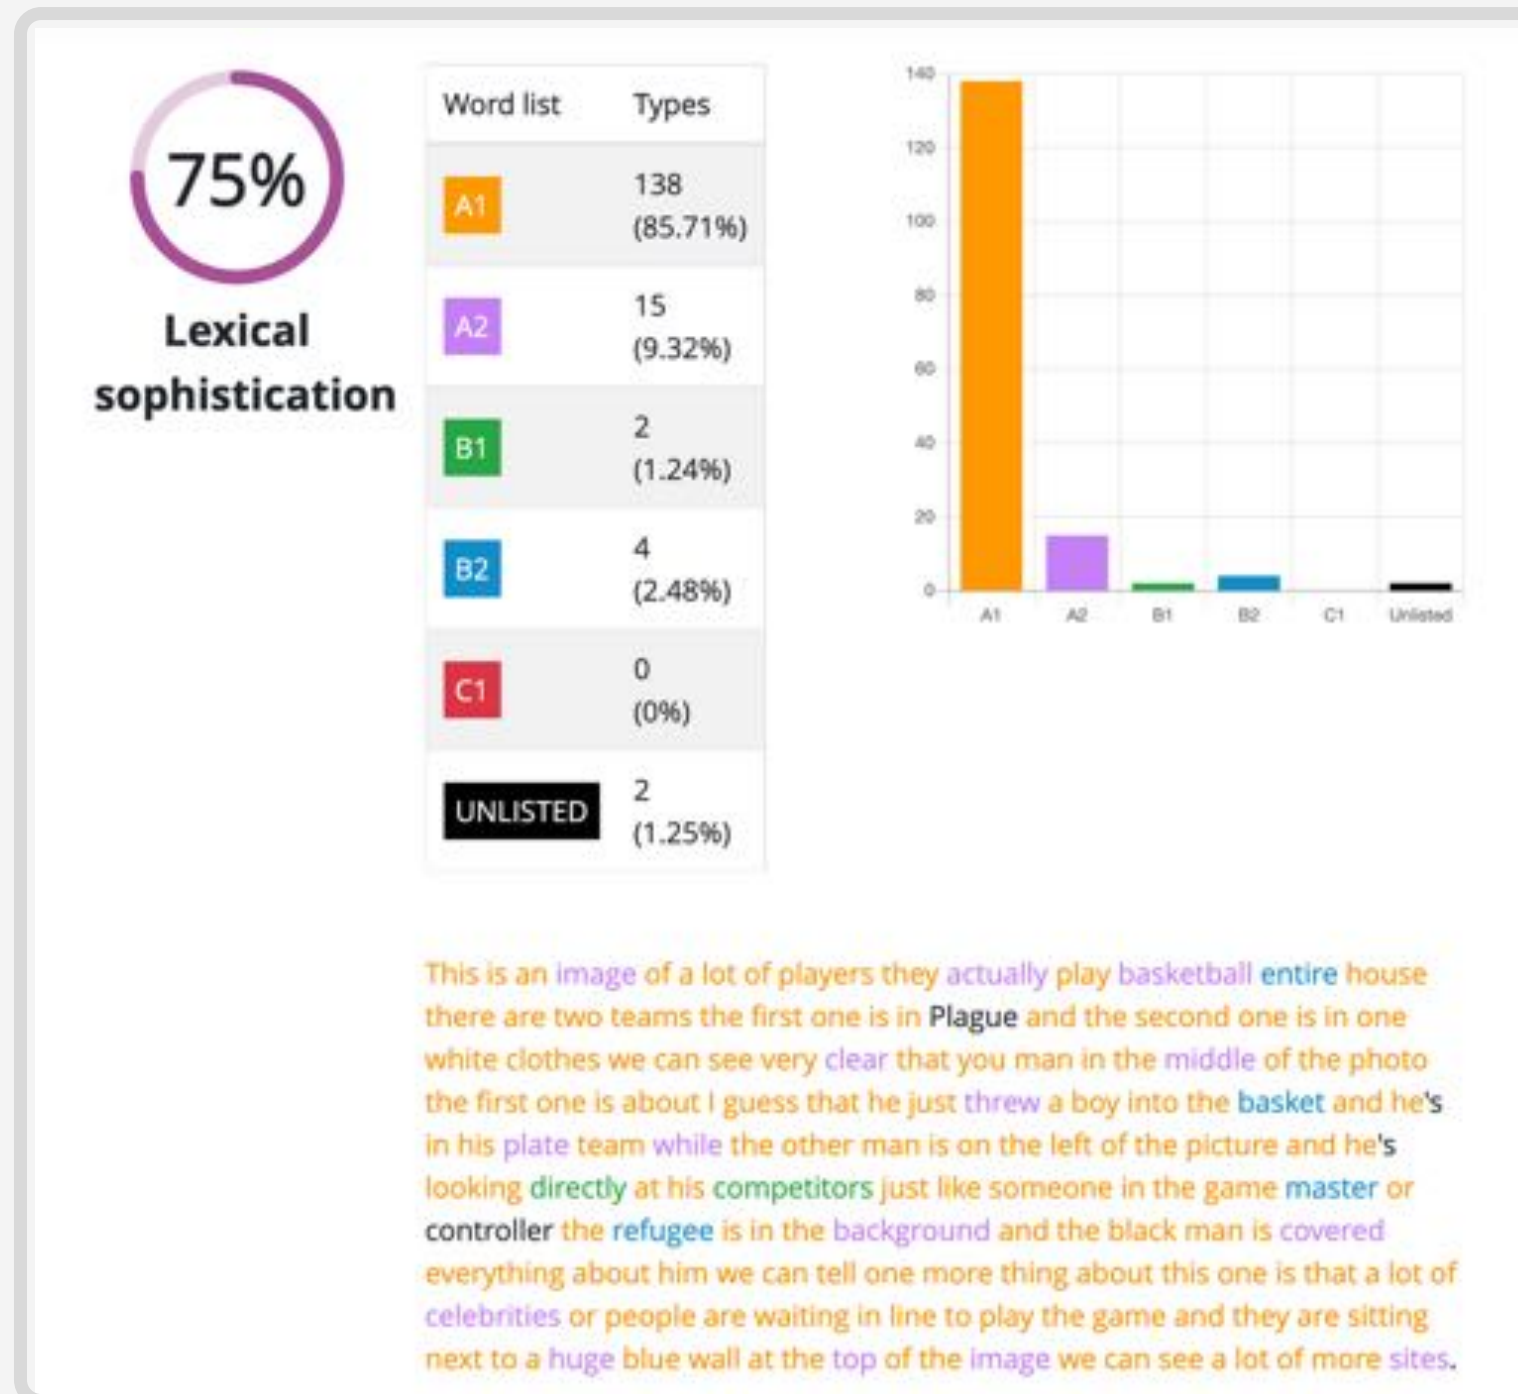 75%
Lexical
sophistication
Word list Types
A1 138
(85.71%)
A2 15
(9.32%)
B1 2
(1.24%)
B2 4
(2.48%)
C1 0
(0%)
UNLISTED 2
(1.25%)
140
120
100
80
60
40
20
0
A1 A2 B1 B2 C1 Unlisted
This is an image of a lot of players they actually play basketball entire house
there are two teams the first one is in Plague and the second one is in one
white clothes we can see very clear that you man in the middle of the photo
the first one is about I guess that he just threw a boy into the basket and he's
in his plate team while the other man is on the left of the picture and he's
looking directly at his competitors just like someone in the game master or
controller the refugee is in the background and the black man is covered
everything about him we can tell one more thing about this one is that a lot of
celebrities or people are waiting in line to play the game and they are sitting
next to a huge blue wall at the top of the image we can see a lot of more sites.